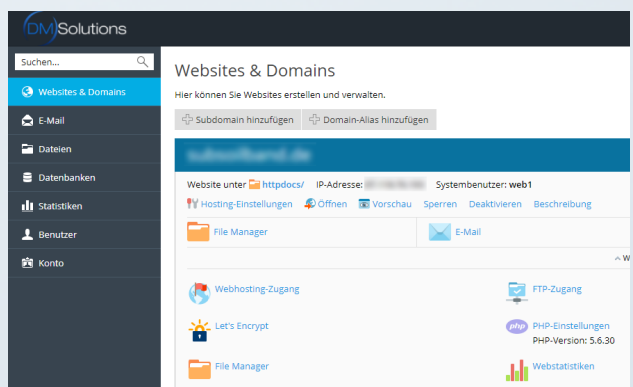 DM Solutions
Suchen...
Websites & Domains
E-Mail
Dateien
Datenbanken
Statistiken
Benutzer
Konto
Websites & Domains
Hier können Sie Websites erstellen und verwalten.
Subdomain hinzufügen Domain-Alias hinzufügen
Website unter httpdocs/ IP-Adresse: Systembenutzer: web1
Hosting-Einstellungen Öffnen Vorschau Sperren Deaktivieren Beschreibung
File Manager E-Mail
W
Webhosting-Zugang FTP-Zugang
Let's Encrypt php PHP-Einstellungen
PHP-Version: 5.6.30
File Manager Webstatistiken